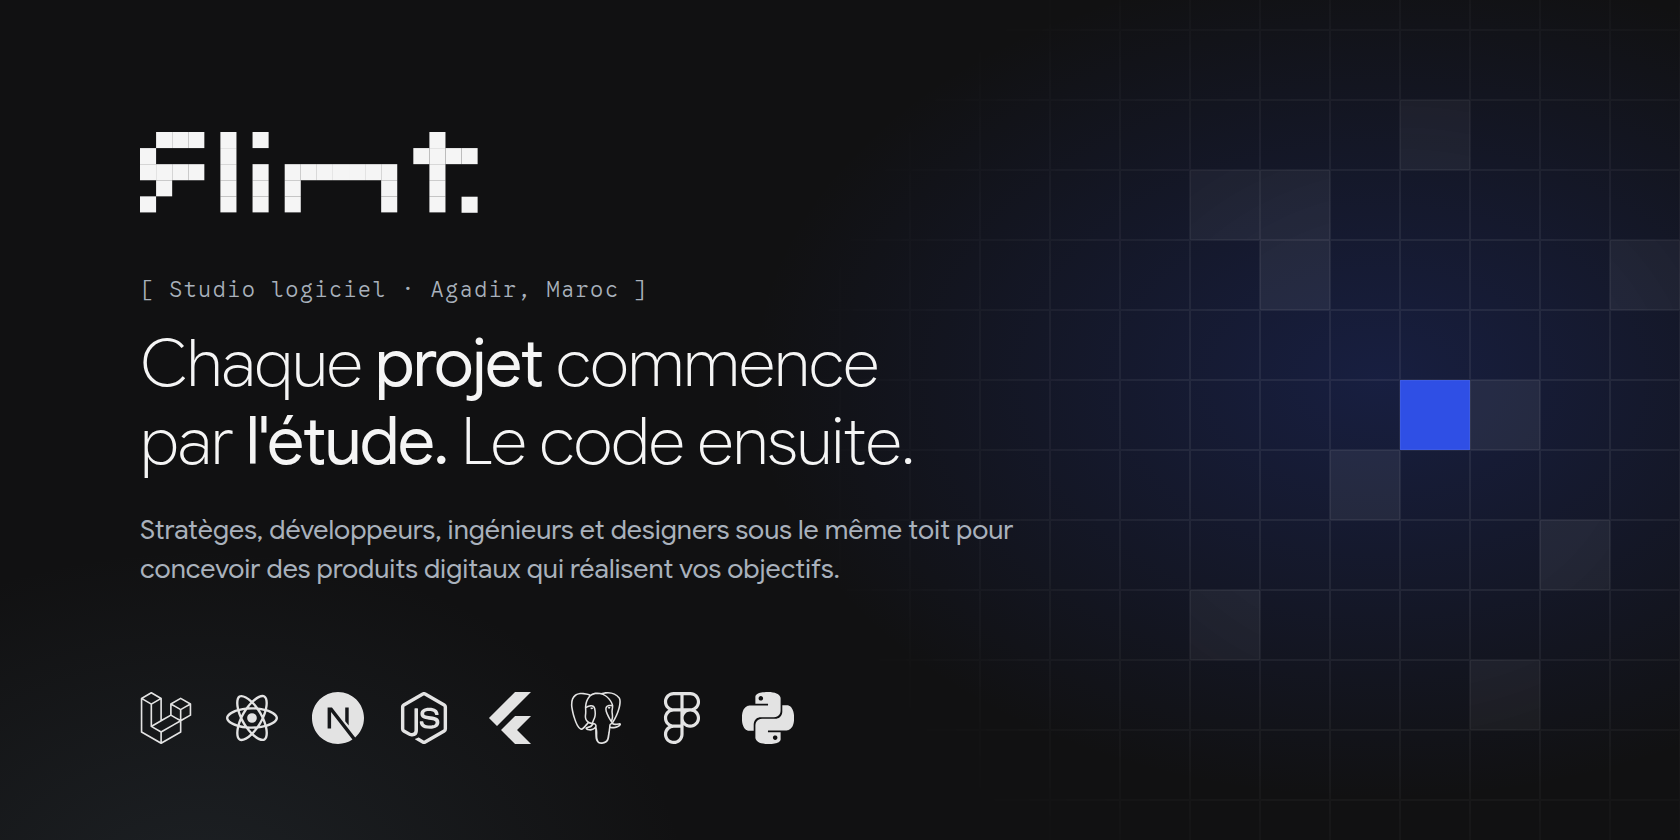 Flint.
[ Studio logiciel · Agadir, Maroc ]
Chaque projet commence
par l'étude. Le code ensuite.
Stratèges, développeurs, ingénieurs et designers sous le même toit pour
concevoir des produits digitaux qui réalisent vos objectifs.
N JS